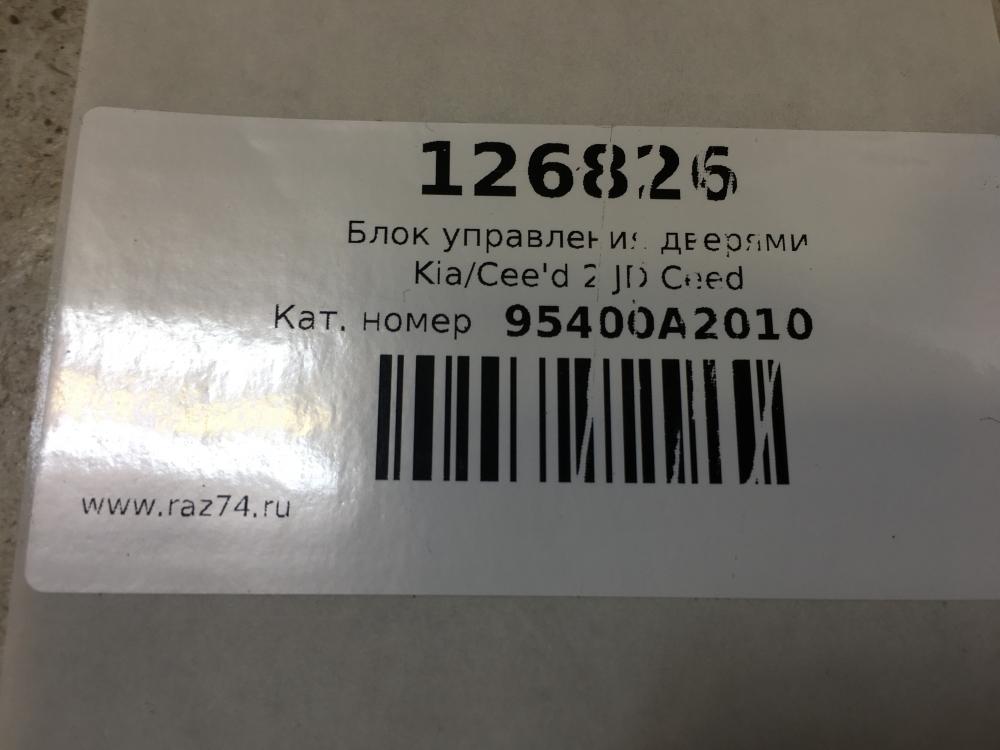 126826
Блок управления дверями
Kia/Cee'd 2 JD Ceed
Кат. номер 95400A2010
www.raz74.ru